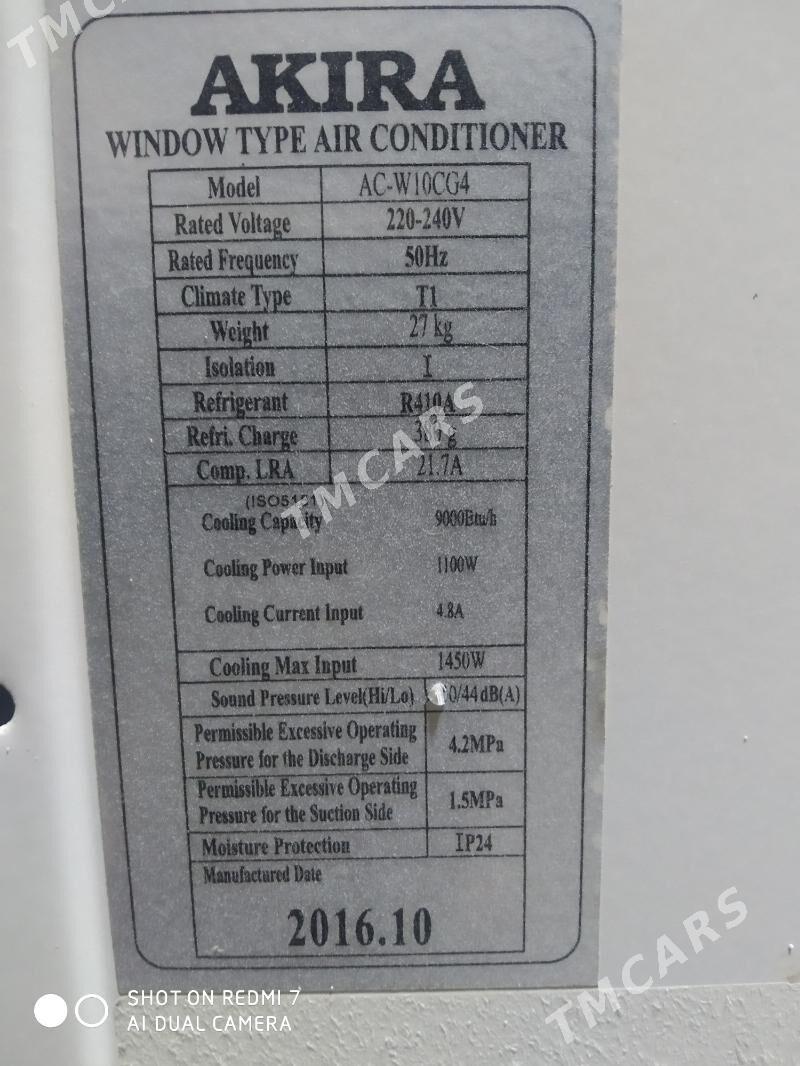 TMCARS
AKIRA
WINDOW TYPE AIR CONDITIONER
Model AC-W10CG4
Rated Voltage 220-240V
Rated Frequency 50Hz
Climate Type T1
Weight 27 kg
Isolation I
Refrigerant R410A
Refri. Charge
Comp. LRA 21.7A
TMCARS
(ISO5151)
Cooling Capacity 9000Btu/h
Cooling Power Input 1100W
Cooling Current Input 4.8A
Cooling Max Input 1450W
Sound Pressure Level(Hi/Lo) /44dB(A)
Permissible Excessive Operating
Pressure for the Discharge Side 4.2MPa
Permissible Excessive Operating
Pressure for the Suction Side 1.5MPa
Moisture Protection IP24
Manufactured Date
2016.10
TMCARS
SHOT ON REDMI 7
AI DUAL CAMERA